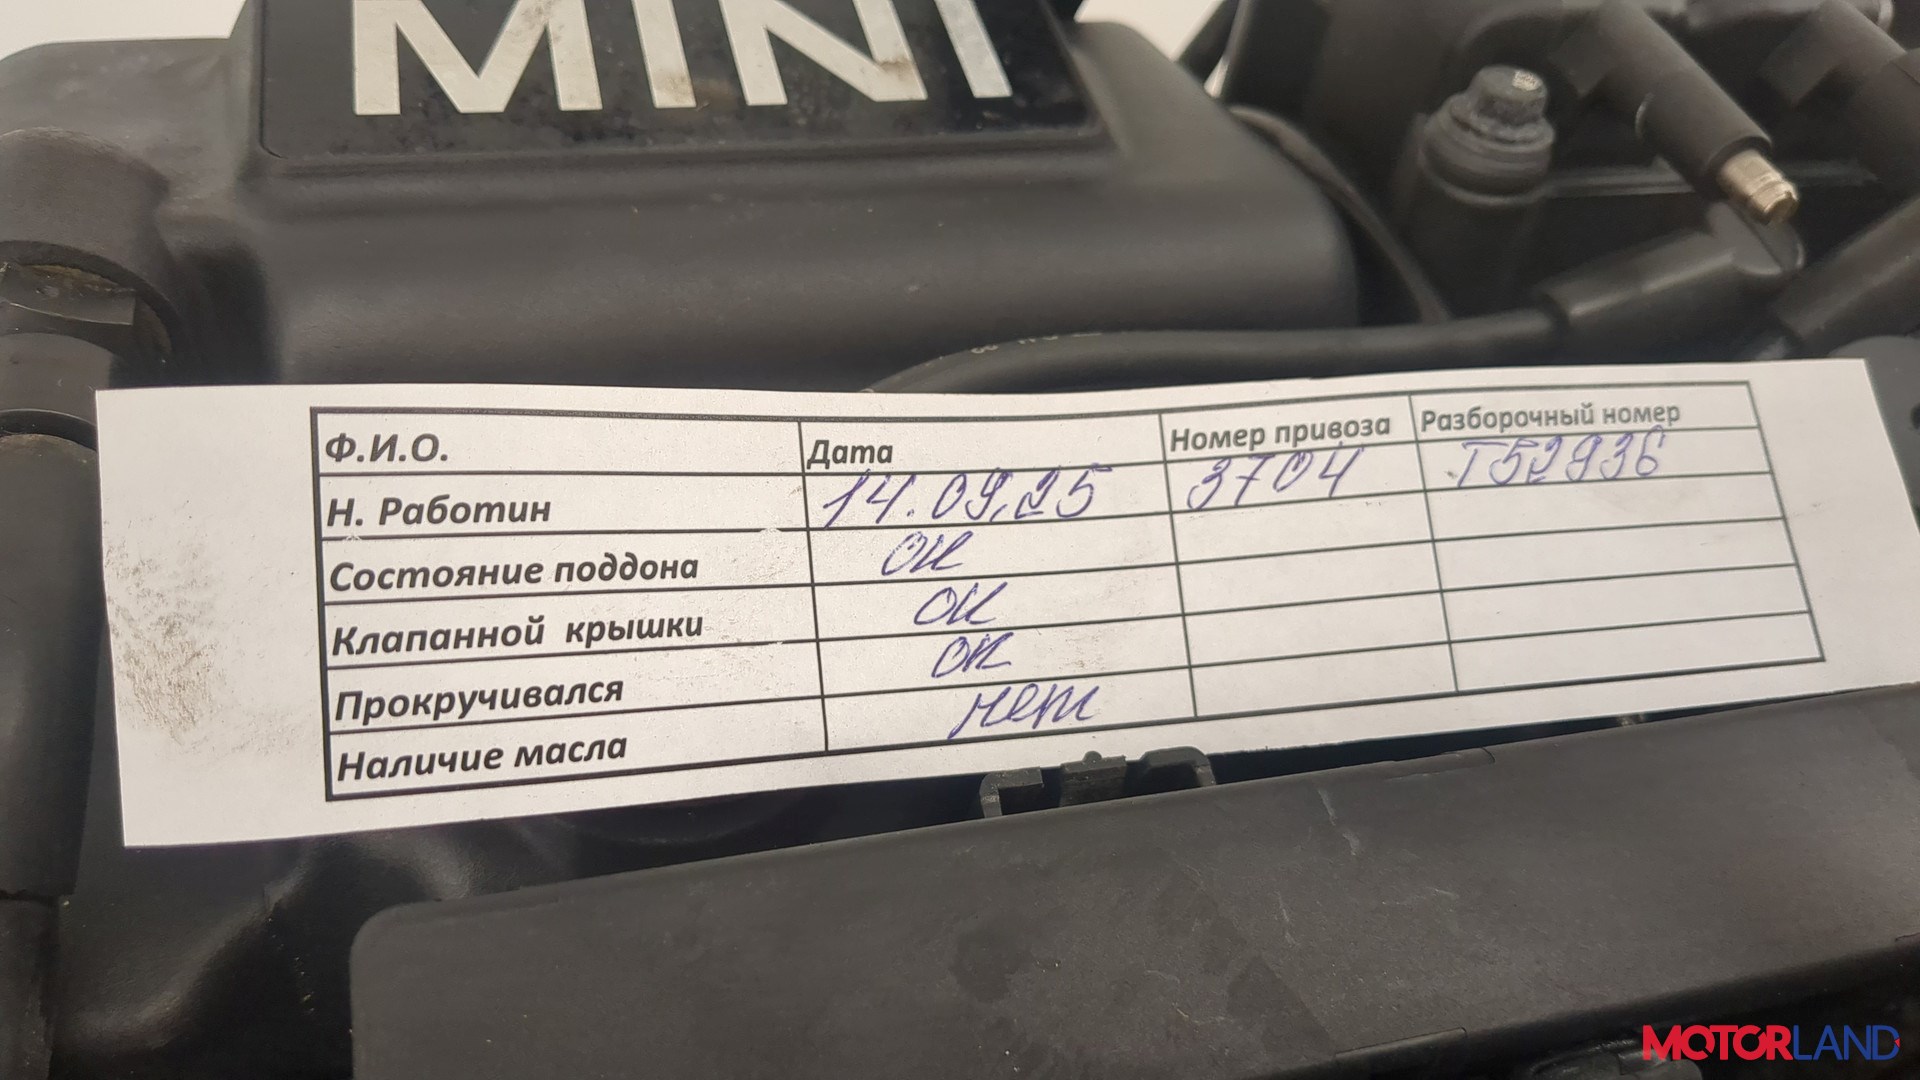 MINI
Ф.И.О. Дата Номер привоза Разборочный номер
Н. Работин 14.09.25 3704 T52936
Состояние поддона ок
Клапанной крышки ок
Прокручивался ок
Наличие масла нет
MOTORLAND